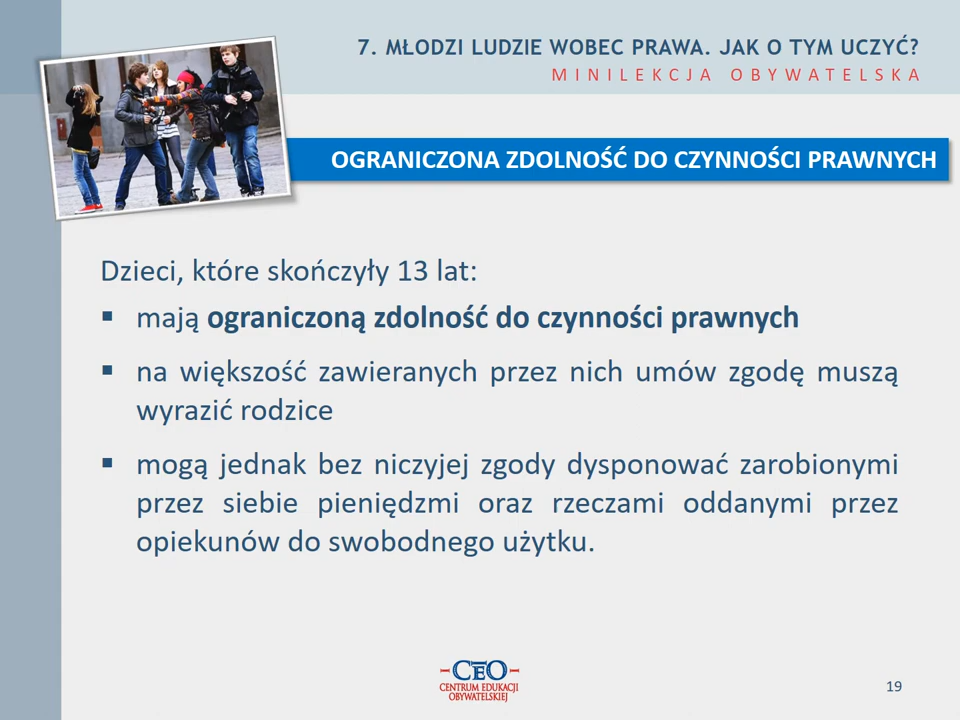 7. MŁODZI LUDZIE WOBEC PRAWA. JAK O TYM UCZYĆ?
MINILEKCJA OBYWATELSKA
OGRANICZONA ZDOLNOŚĆ DO CZYNNOŚCI PRAWNYCH
Dzieci, które skończyły 13 lat:
▪ mają ograniczoną zdolność do czynności prawnych
▪ na większość zawieranych przez nich umów zgodę muszą
wyrazić rodzice
▪ mogą jednak bez niczyjej zgody dysponować zarobionymi
przez siebie pieniędzmi oraz rzeczami oddanymi przez
opiekunów do swobodnego użytku.
CEO
CENTRUM EDUKACJI
OBYWATELSKIEJ
19